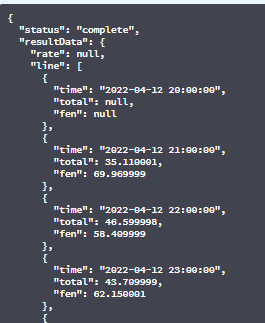 {
"status": "complete",
"resultData": {
"rate": null,
"line": [
{
"time": "2022-04-12 20:00:00",
"total": null,
"fen": null
},
{
"time": "2022-04-12 21:00:00",
"total": 35.110001,
"fen": 69.969999
},
{
"time": "2022-04-12 22:00:00",
"total": 46.599998,
"fen": 58.409999
},
{
"time": "2022-04-12 23:00:00",
"total": 43.709999,
"fen": 62.150001
},
{